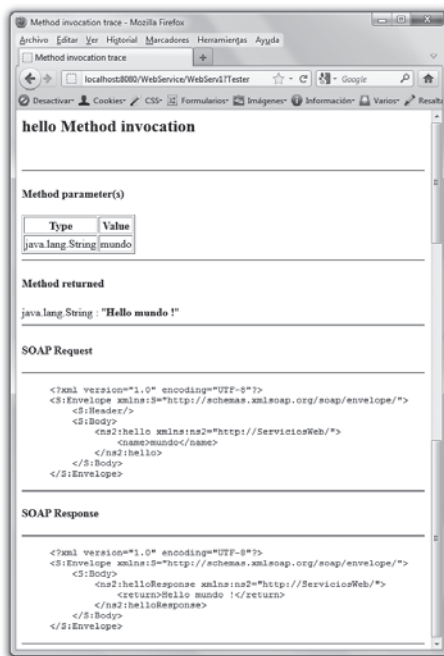 Method invocation trace - Mozilla Firefox
Archivo Editar Ver Historial Marcadores Herramientas Ayuda
Method invocation trace
localhost:8080/WebService/WebServ1?Tester
Google
Desactivar Cookies CSS Formularios Imágenes Información Varios Resalta
hello Method invocation
Method parameter(s)
Type Value
java.lang.String mundo
Method returned
java.lang.String : "Hello mundo !"
SOAP Request
<?xml version="1.0" encoding="UTF-8"?>
<S:Envelope xmlns:S="http://schemas.xmlsoap.org/soap/envelope/">
<S:Header/>
<S:Body>
<ns2:hello xmlns:ns2="http://ServiciosWeb/">
<name>mundo</name>
</ns2:hello>
</S:Body>
</S:Envelope>
SOAP Response
<?xml version="1.0" encoding="UTF-8"?>
<S:Envelope xmlns:S="http://schemas.xmlsoap.org/soap/envelope/">
<S:Body>
<ns2:helloResponse xmlns:ns2="http://ServiciosWeb/">
<return>Hello mundo !</return>
</ns2:helloResponse>
</S:Body>
</S:Envelope>